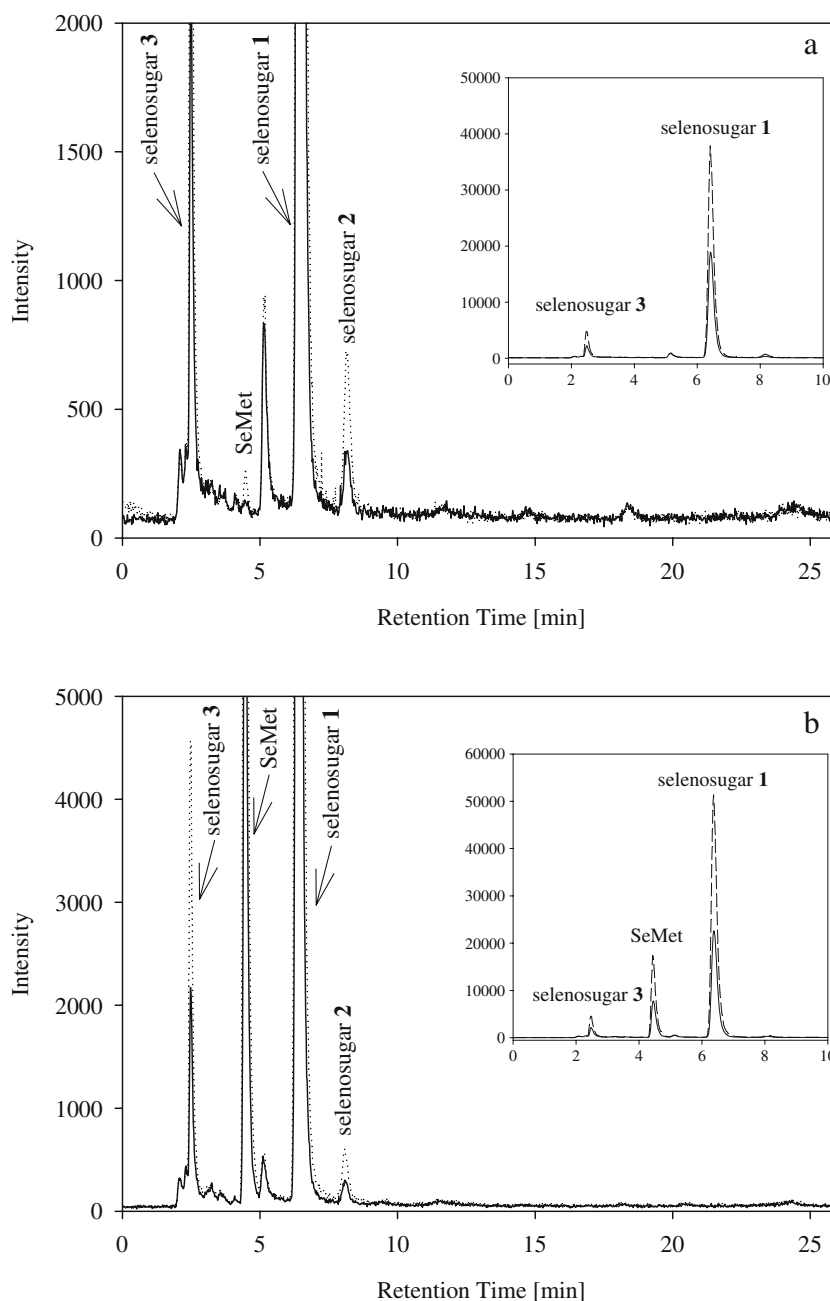 a
2000
1500
1000
500
0
Intensity
selenosugar 3
SeMet
selenosugar 1
selenosugar 2
0 5 10 15 20 25
Retention Time [min]
50000
40000
30000
20000
10000
0
selenosugar 1
selenosugar 3
0 2 4 6 8 10
b
5000
4000
3000
2000
1000
0
Intensity
selenosugar 3
SeMet
selenosugar 1
selenosugar 2
0 5 10 15 20 25
Retention Time [min]
60000
50000
40000
30000
20000
10000
0
selenosugar 1
SeMet
selenosugar 3
0 2 4 6 8 10